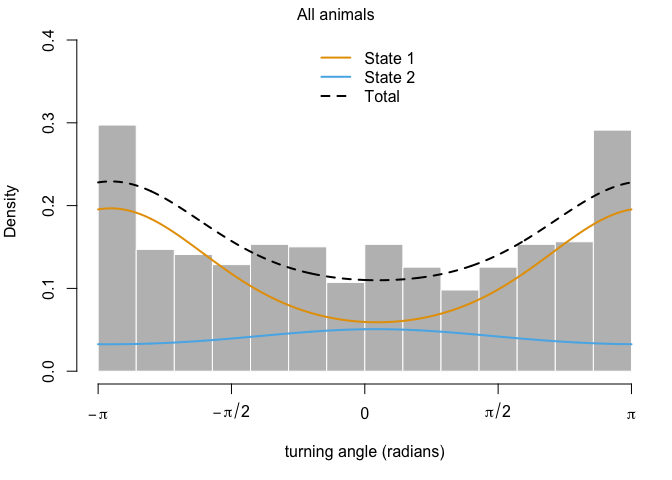 All animals
State 1
State 2
Total
Density
0.4
0.3
0.2
0.1
0.0
−π
−π/2
0
π/2
π
turning angle (radians)